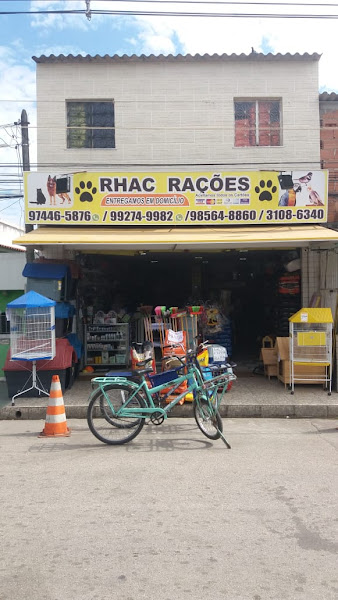 RHAC RAÇÕES
ENTREGAMOS EM DOMICÍLIO
97446-5876 / 99274-9982 / 98564-8860 / 3108-6340